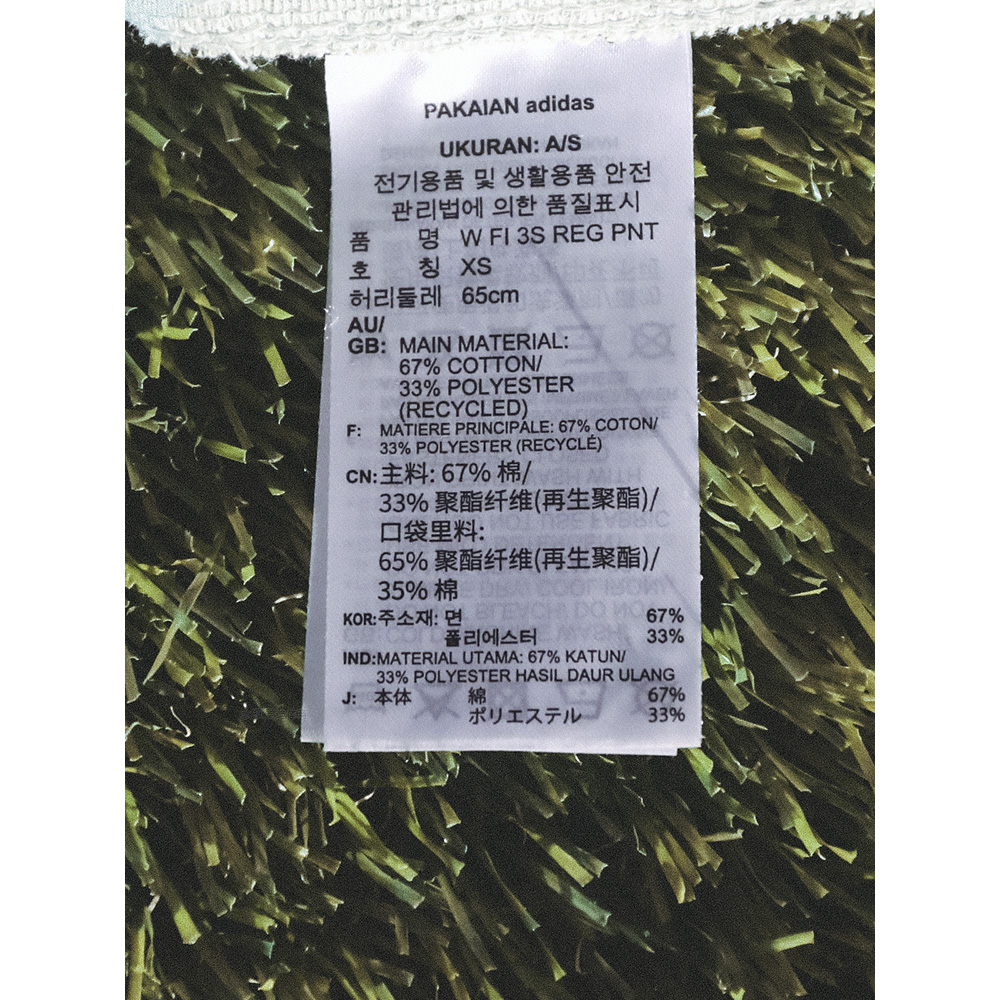 PAKAIAN adidas
UKURAN: A/S
전기용품 및 생활용품 안전
관리법에 의한 품질표시
품 명 W FI 3S REG PNT
호 칭 XS
허리둘레 65cm
AU/
GB: MAIN MATERIAL:
67% COTTON/
33% POLYESTER
(RECYCLED)
F: MATIERE PRINCIPALE: 67% COTON/
33% POLYESTER (RECYCLÉ)
CN: 主料: 67% 棉/
33% 聚酯纤维(再生聚酯)/
口袋里料:
65% 聚酯纤维(再生聚酯)/
35% 棉
KOR: 주소재: 면 67%
폴리에스터 33%
IND: MATERIAL UTAMA: 67% KATUN/
33% POLYESTER HASIL DAUR ULANG
J: 本体 綿 67%
ポリエステル 33%